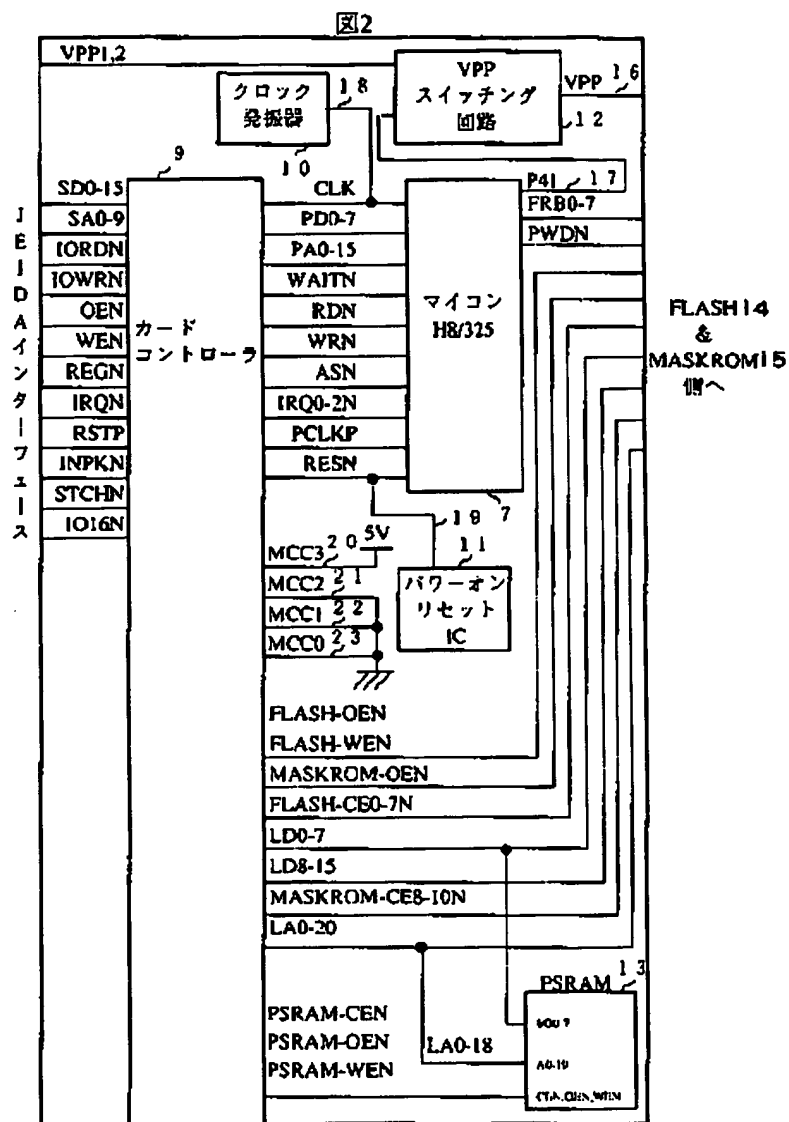 図2
VPP1,2
クロック
発振器
18
10
VPP
スイッチング
回路
VPP
16
12
9
SD0-15
SA0-9
IORDN
IOWRN
OEN
WEN
REGN
IRQN
RSTP
INPKN
STCHN
IO16N
JEIDAインターフェース
カード
コントローラ
CLK
PD0-7
PA0-15
WAITN
RDN
WRN
ASN
IRQ0-2N
PCLKP
RESN
マイコン
H8/325
7
P41
17
FRB0-7
PWDN
FLASH14
&
MASKROM15
側へ
19
11
パワーオン
リセット
IC
5V
MCC3 20
MCC2 21
MCC1 22
MCC0 23
FLASH-OEN
FLASH-WEN
MASKROM-OEN
FLASH-CE0-7N
LD0-7
LD8-15
MASKROM-CE8-10N
LA0-20
PSRAM-CEN
PSRAM-OEN
PSRAM-WEN
LA0-18
PSRAM
13